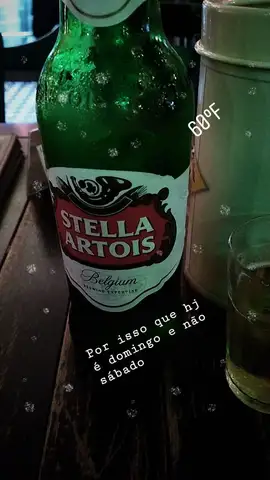 60°F
STELLA
ARTOIS
Belgium
Por isso que hj
é domingo e não
sábado